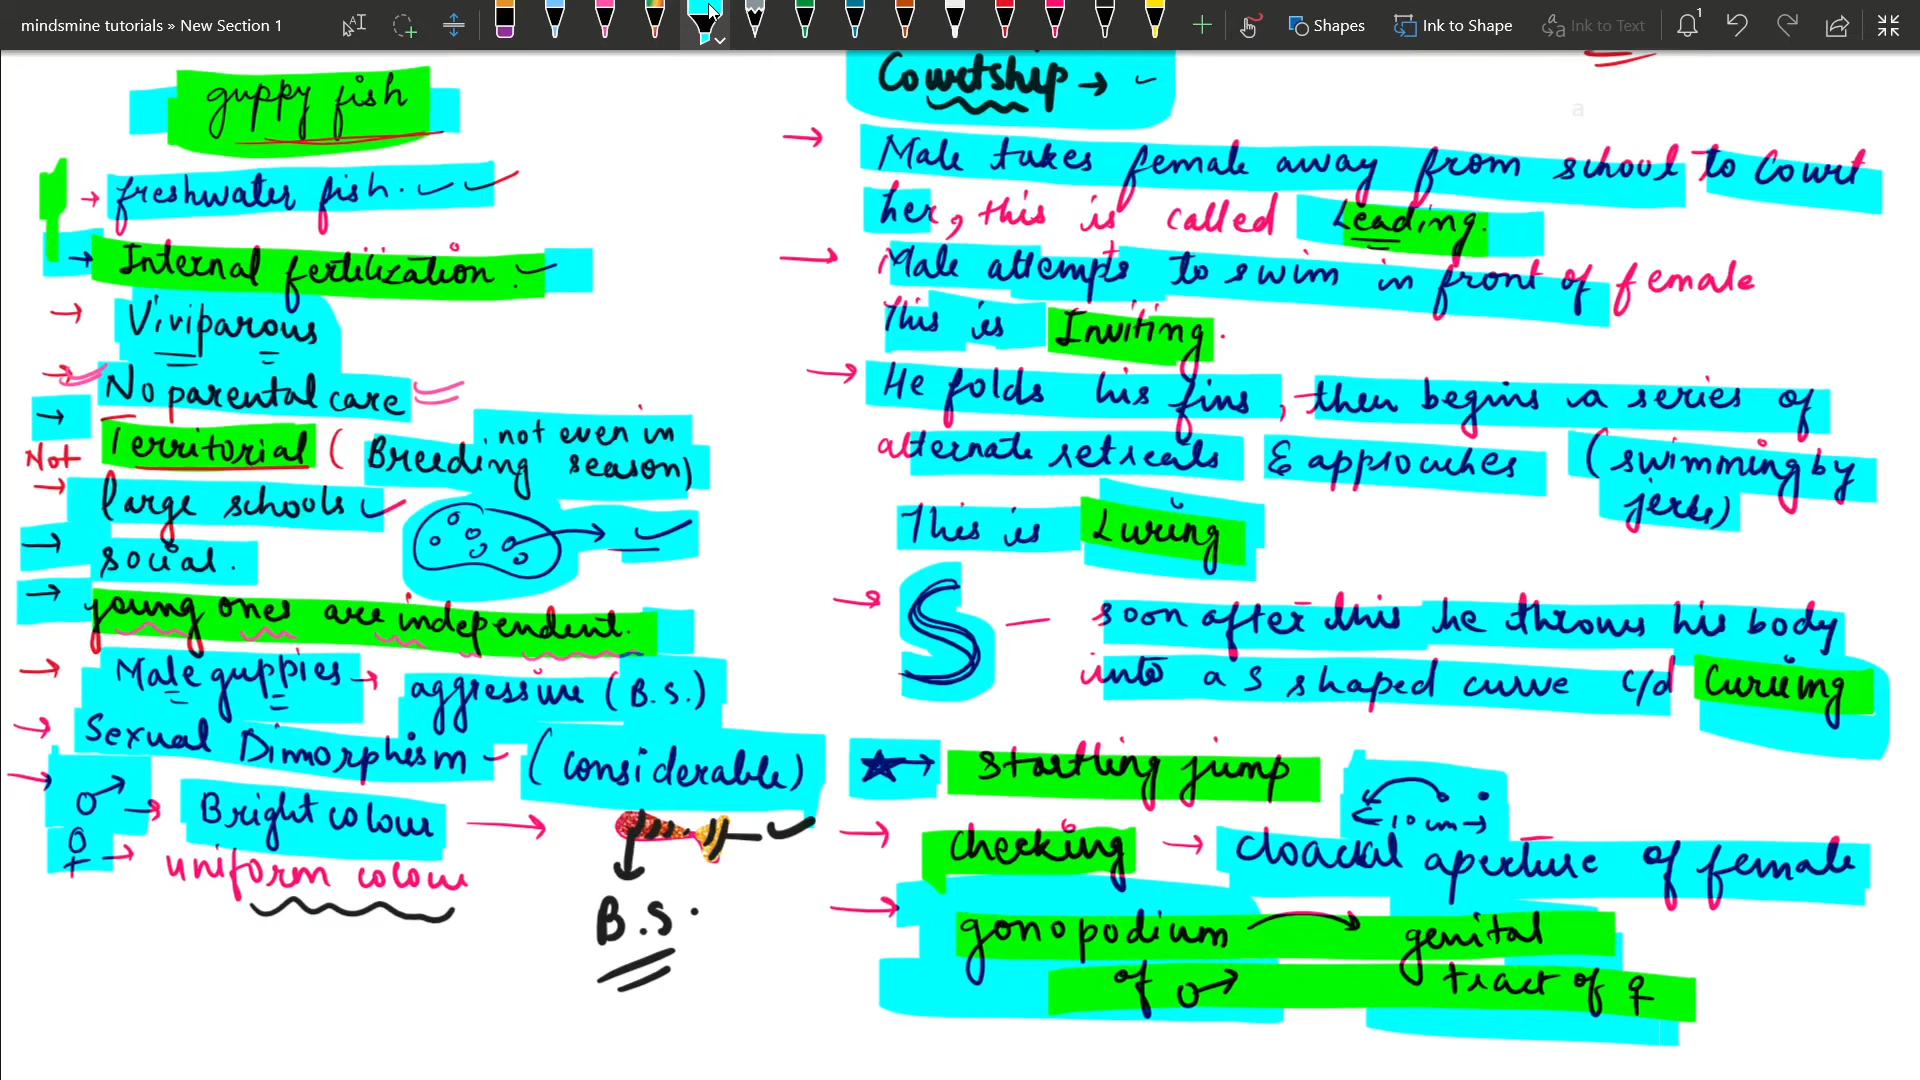 mindsmine tutorials » New Section 1
Shapes
Ink to Shape
Ink to Text
1
guppy fish
→ freshwater fish.
→ Internal fertilization.
→ Viviparous
→ No parental care
→ Not Territorial ( not even in
Breeding season)
→ large schools
→ social.
→ young ones are independent.
→ Male guppies → aggressive (B.S.)
→ Sexual Dimorphism – (considerable)
→ ♂ → Bright colour →
♀ → uniform colour
B.S.
Courtship →
a
→ Male takes female away from school to court
her, this is called Leading.
→ Male attempts to swim in front of female
This is Inviting.
→ He folds his fins, then begins a series of
alternate retreats & approaches (swimming by
jerks)
This is Luring
→ S — soon after this he throws his body
into a S shaped curve c/d Curving
★→ Startling jump
←10 cm→
→ checking → cloacal aperture of female
→ gonopodium → genital
of ♂ tract of ♀